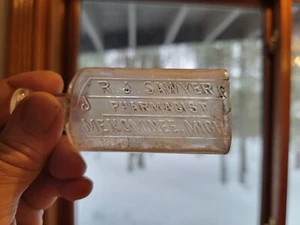 R J SAWYER
PHARMACIST
MENOMINEE, MICH